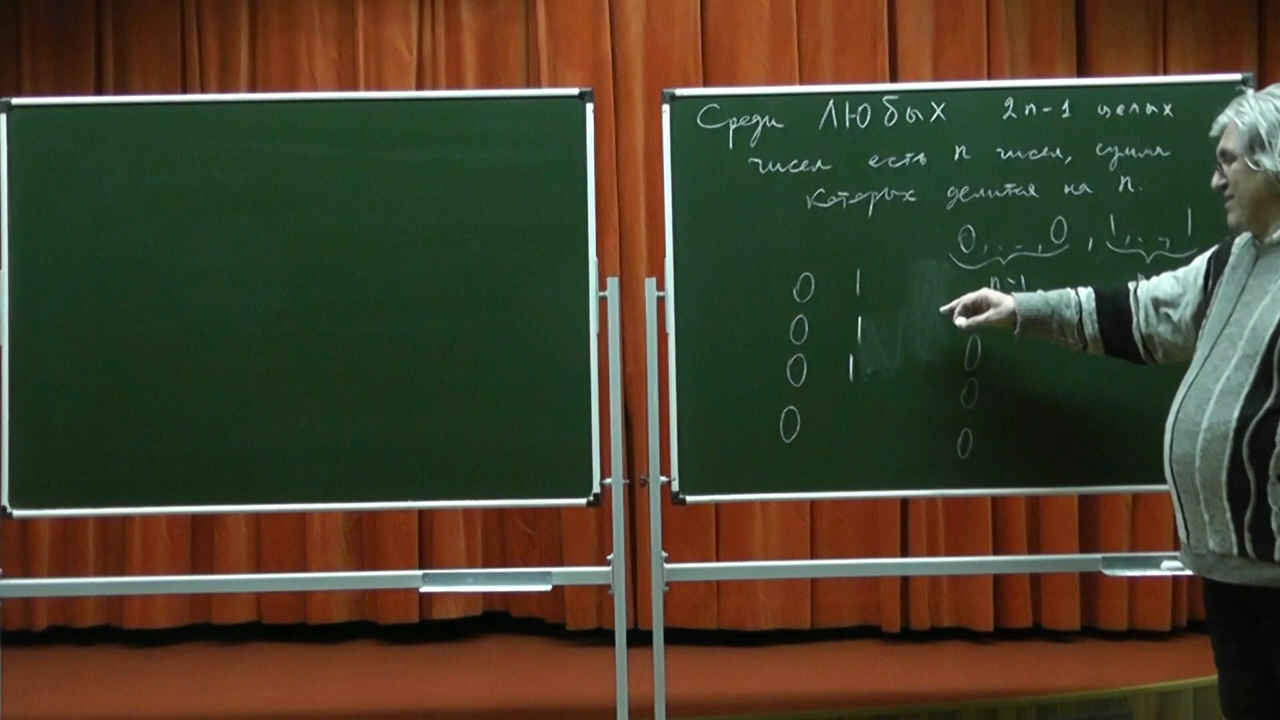 Среди ЛЮбых 2n-1 целых
чисел есть n чисел, сумма
которых делится на n.
0,...,0, 1,...,1
n-1
0 1
0 1
0 1 0
0 0
0